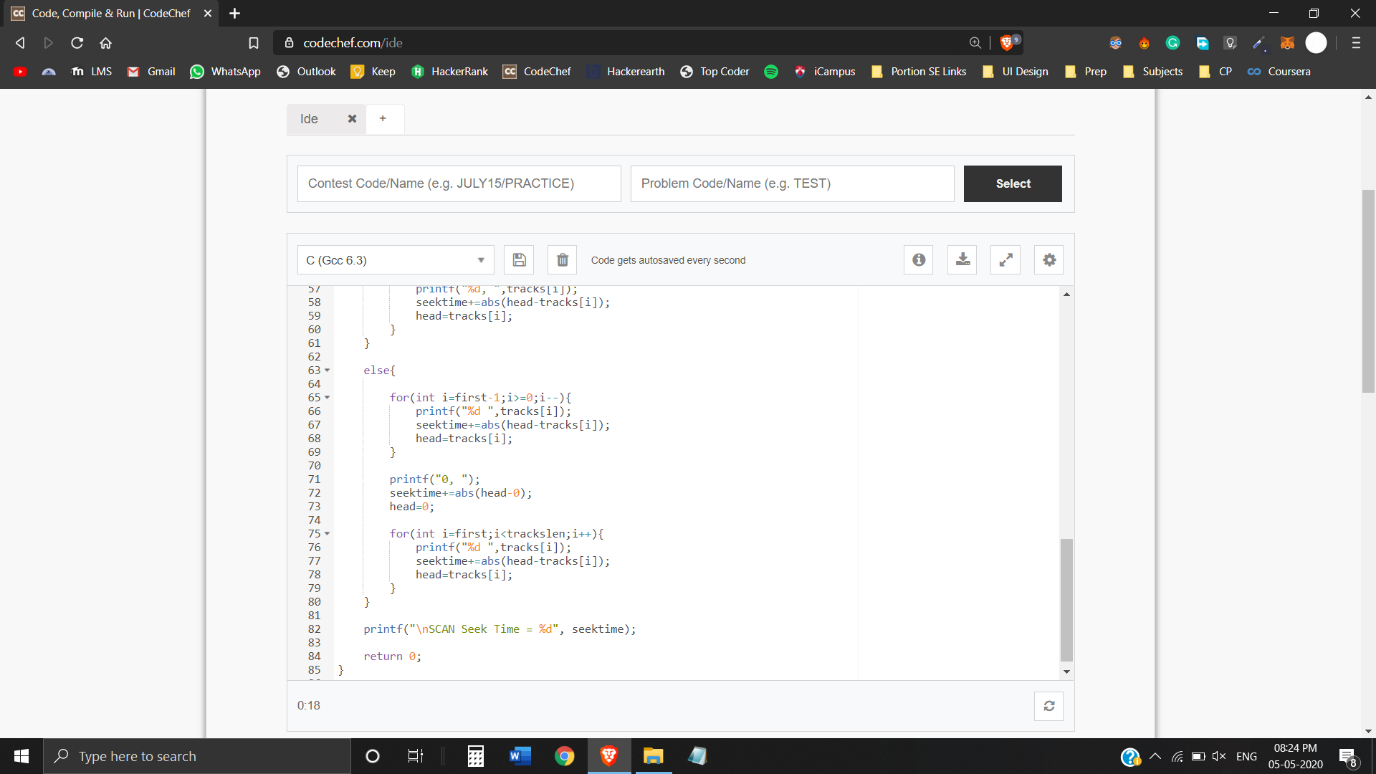 Code, Compile & Run | CodeChef
codechef.com/ide
LMS Gmail WhatsApp Outlook Keep HackerRank CodeChef Hackerearth Top Coder iCampus Portion SE Links UI Design Prep Subjects CP Coursera
Ide
Contest Code/Name (e.g. JULY15/PRACTICE) Problem Code/Name (e.g. TEST) Select
C (Gcc 6.3) Code gets autosaved every second
57 printf("%d, ",tracks[i]);
58 seektime+=abs(head-tracks[i]);
59 head=tracks[i];
60 }
61 }
62
63 else{
64
65 for(int i=first-1;i>=0;i--){
66 printf("%d ",tracks[i]);
67 seektime+=abs(head-tracks[i]);
68 head=tracks[i];
69 }
70
71 printf("0, ");
72 seektime+=abs(head-0);
73 head=0;
74
75 for(int i=first;i<trackslen;i++){
76 printf("%d ",tracks[i]);
77 seektime+=abs(head-tracks[i]);
78 head=tracks[i];
79 }
80 }
81
82 printf("\nSCAN Seek Time = %d", seektime);
83
84 return 0;
85 }
0:18
Type here to search
ENG
08:24 PM
05-05-2020
8